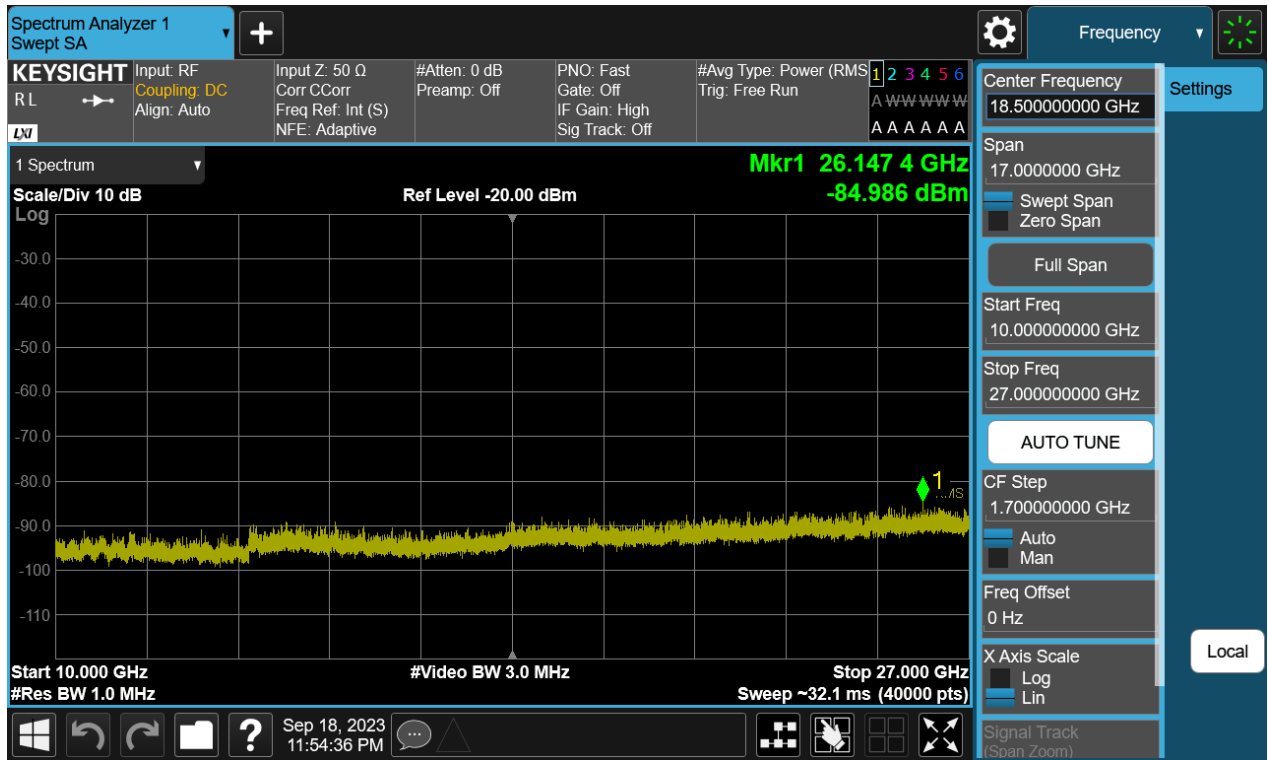 Spectrum Analyzer 1
Swept SA
Frequency
KEYSIGHT
RL
LXI
Input: RF
Coupling: DC
Align: Auto
Input Z: 50 Ω
Corr CCorr
Freq Ref: Int (S)
NFE: Adaptive
#Atten: 0 dB
Preamp: Off
PNO: Fast
Gate: Off
IF Gain: High
Sig Track: Off
#Avg Type: Power (RMS
Trig: Free Run
1 2 3 4 5 6
A W W W W W
A A A A A A
1 Spectrum
Mkr1 26.147 4 GHz
-84.986 dBm
Scale/Div 10 dB
Ref Level -20.00 dBm
Log
-30.0
-40.0
-50.0
-60.0
-70.0
-80.0
-90.0
-100
-110
1
Start 10.000 GHz
#Video BW 3.0 MHz
Stop 27.000 GHz
#Res BW 1.0 MHz
Sweep ~32.1 ms (40000 pts)
Sep 18, 2023
11:54:36 PM
Center Frequency
18.500000000 GHz
Settings
Span
17.0000000 GHz
Swept Span
Zero Span
Full Span
Start Freq
10.000000000 GHz
Stop Freq
27.000000000 GHz
AUTO TUNE
CF Step
1.700000000 GHz
Auto
Man
Freq Offset
0 Hz
X Axis Scale
Log
Lin
Local
Signal Track
(Span Zoom)